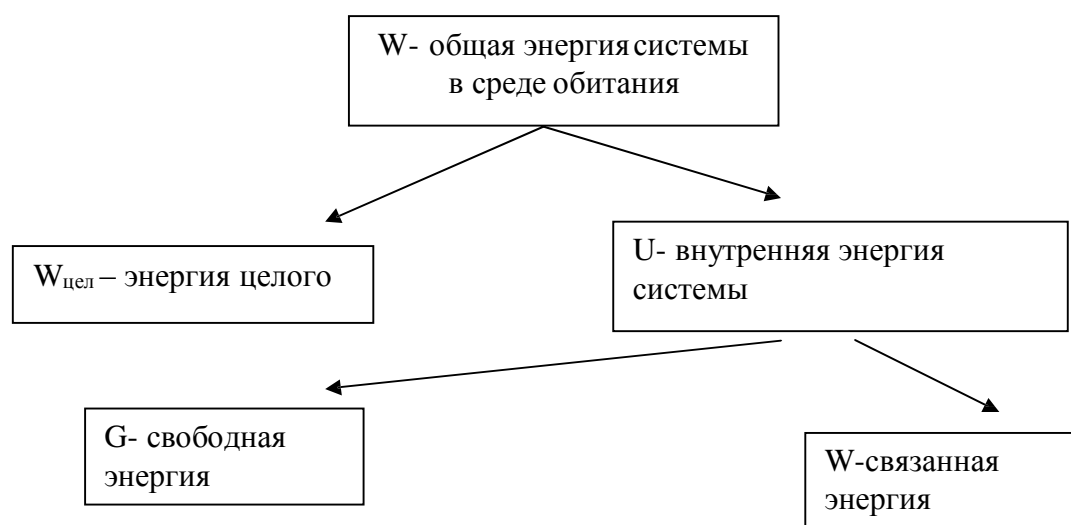 W- общая энергия системы
в среде обитания
Wцел – энергия целого
U- внутренняя энергия
системы
G- свободная
энергия
W-связанная
энергия